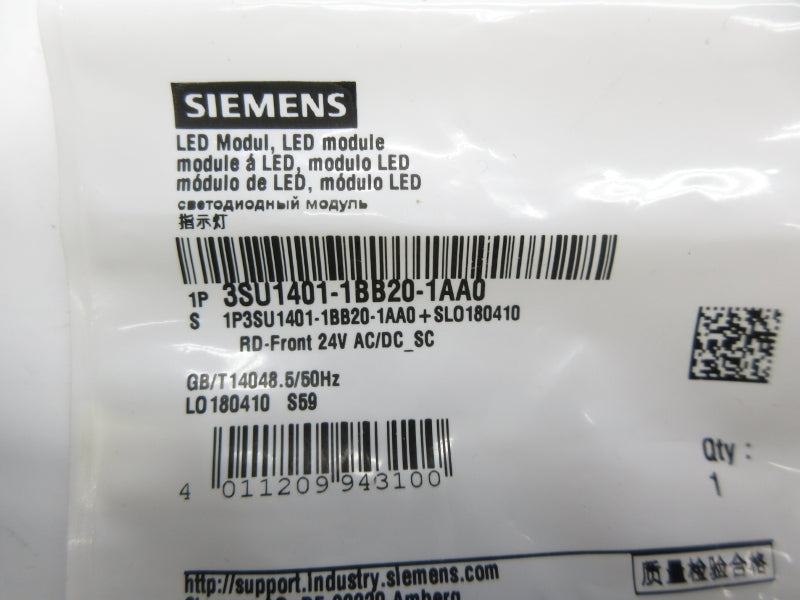 SIEMENS
LED Modul, LED module
module á LED, modulo LED
módulo de LED, módulo LED
светодиодный модуль
指示灯
1P 3SU1401-1BB20-1AA0
S 1P3SU1401-1BB20-1AA0+SLO180410
RD-Front 24V AC/DC_SC
GB/T14048.5/50Hz
LO180410 S59
4 011209 943100
Qty :
1
http://support.Industry.siemens.com
质量检验合格